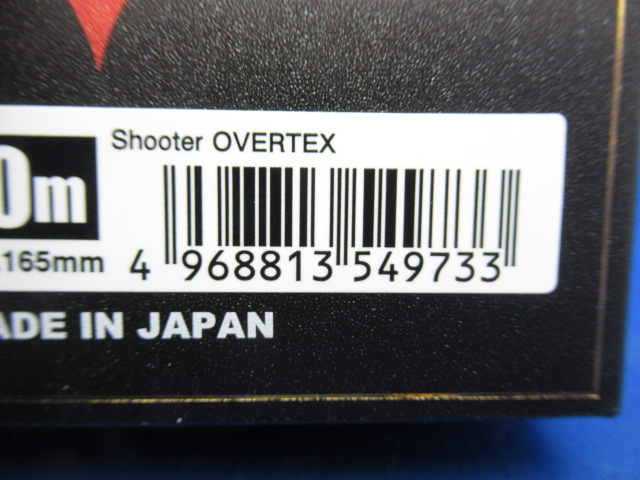 Shooter OVERTEX
0m
.165mm
4 968813 549733
ADE IN JAPAN